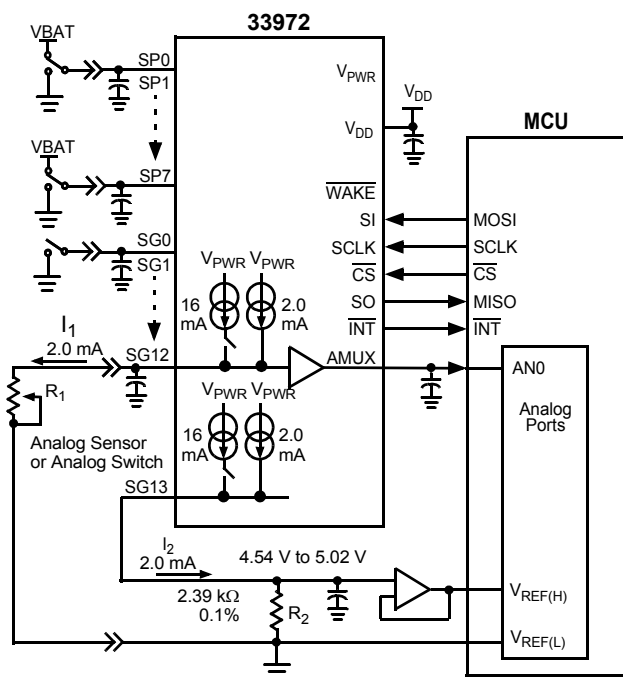 33972
VBAT
SP0
SP1
VPWR
VDD
VDD
MCU
VBAT
SP7
WAKE
SI
MOSI
SG0
SCLK
SCLK
SG1
CS
CS
VPWR VPWR
SO
MISO
16 mA
2.0 mA
INT
INT
I1
2.0 mA
SG12
AMUX
AN0
R1
VPWR VPWR
Analog
Ports
Analog Sensor
or Analog Switch
16 mA
2.0 mA
SG13
I2
2.0 mA
4.54 V to 5.02 V
2.39 kΩ
0.1%
R2
VREF(H)
VREF(L)